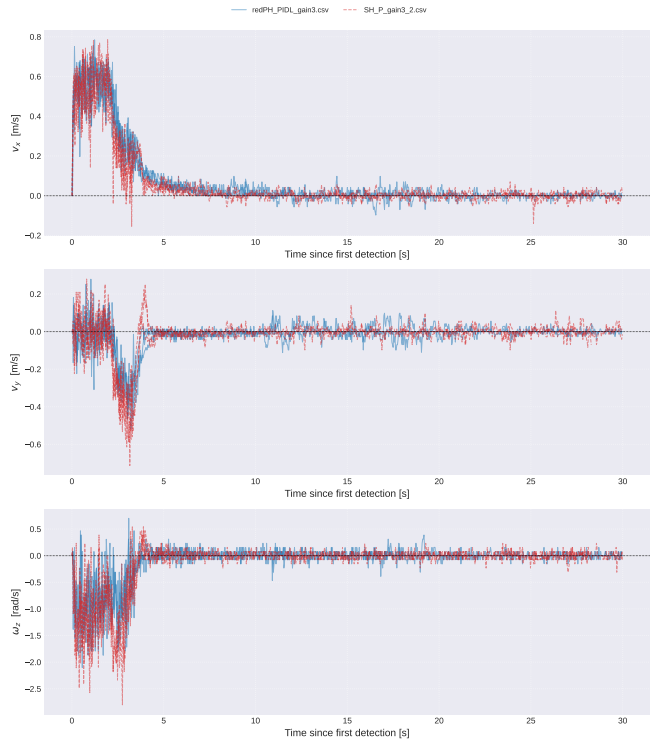 redPH_PIDL_gain3.csv SH_P_gain3_2.csv
0.8
0.6
0.4
0.2
0.0
−0.2
vx [m/s]
0 5 10 15 20 25 30
Time since first detection [s]
0.2
0.0
−0.2
−0.4
−0.6
vy [m/s]
0 5 10 15 20 25 30
Time since first detection [s]
0.5
0.0
−0.5
−1.0
−1.5
−2.0
−2.5
ωz [rad/s]
0 5 10 15 20 25 30
Time since first detection [s]